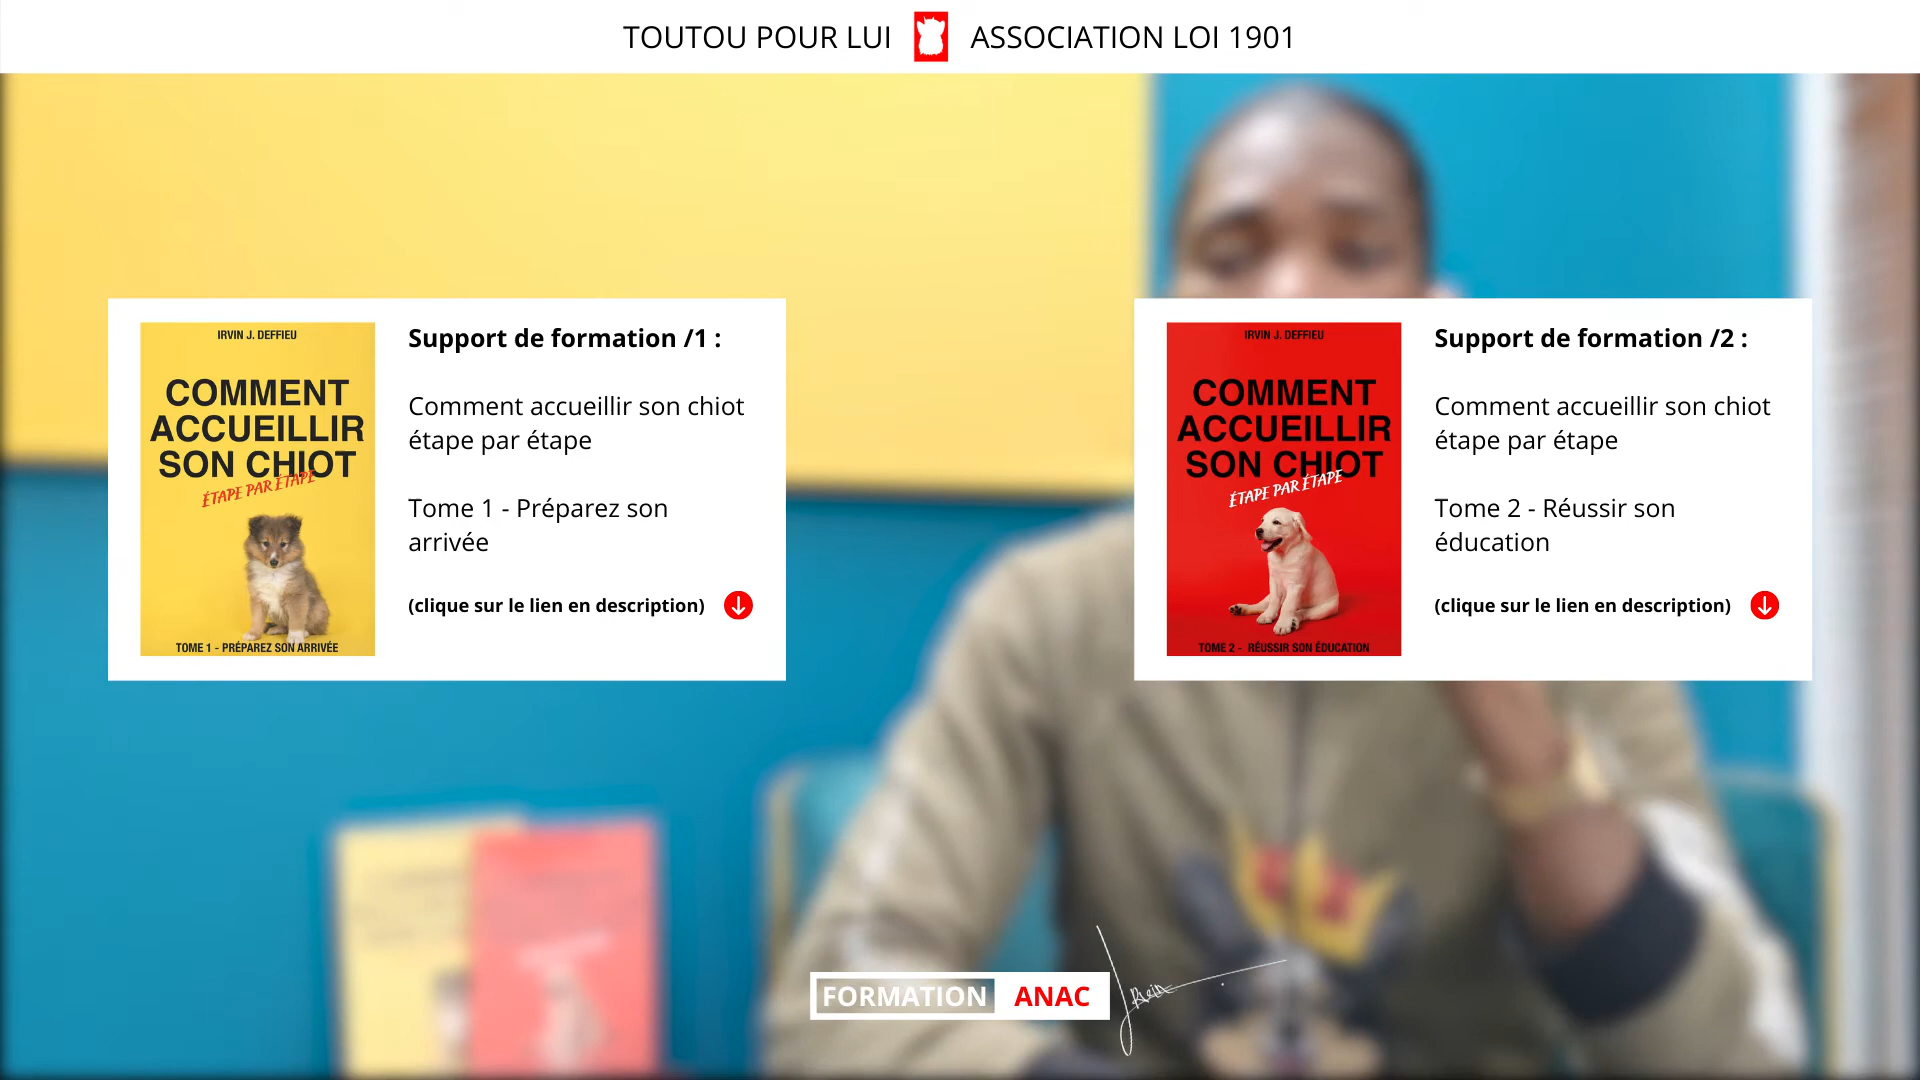 TOUTOU POUR LUI ASSOCIATION LOI 1901
IRVIN J. DEFFIEU
COMMENT
ACCUEILLIR
SON CHIOT
ÉTAPE PAR ÉTAPE
TOME 1 - PRÉPAREZ SON ARRIVÉE
Support de formation /1 :
Comment accueillir son chiot
étape par étape
Tome 1 - Préparez son
arrivée
(clique sur le lien en description)
IRVIN J. DEFFIEU
COMMENT
ACCUEILLIR
SON CHIOT
ÉTAPE PAR ÉTAPE
TOME 2 - RÉUSSIR SON ÉDUCATION
Support de formation /2 :
Comment accueillir son chiot
étape par étape
Tome 2 - Réussir son
éducation
(clique sur le lien en description)
FORMATION ANAC